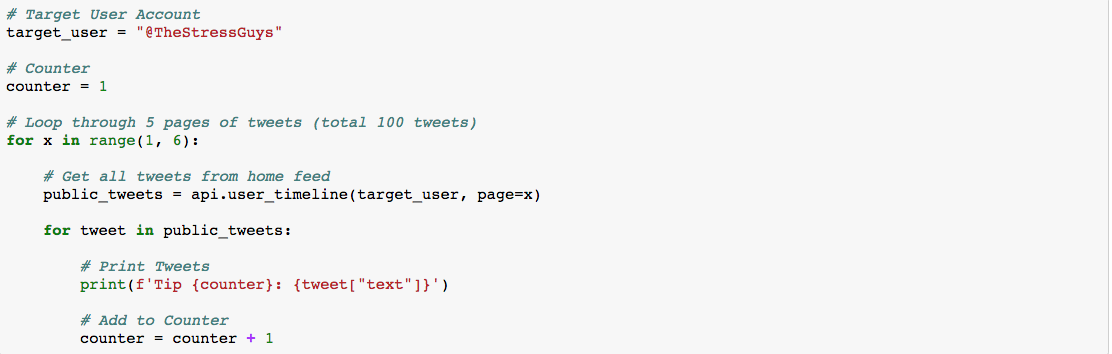 # Target User Account
target_user = "@TheStressGuys"
# Counter
counter = 1
# Loop through 5 pages of tweets (total 100 tweets)
for x in range(1, 6):
# Get all tweets from home feed
public_tweets = api.user_timeline(target_user, page=x)
for tweet in public_tweets:
# Print Tweets
print(f'Tip {counter}: {tweet["text"]}')
# Add to Counter
counter = counter + 1